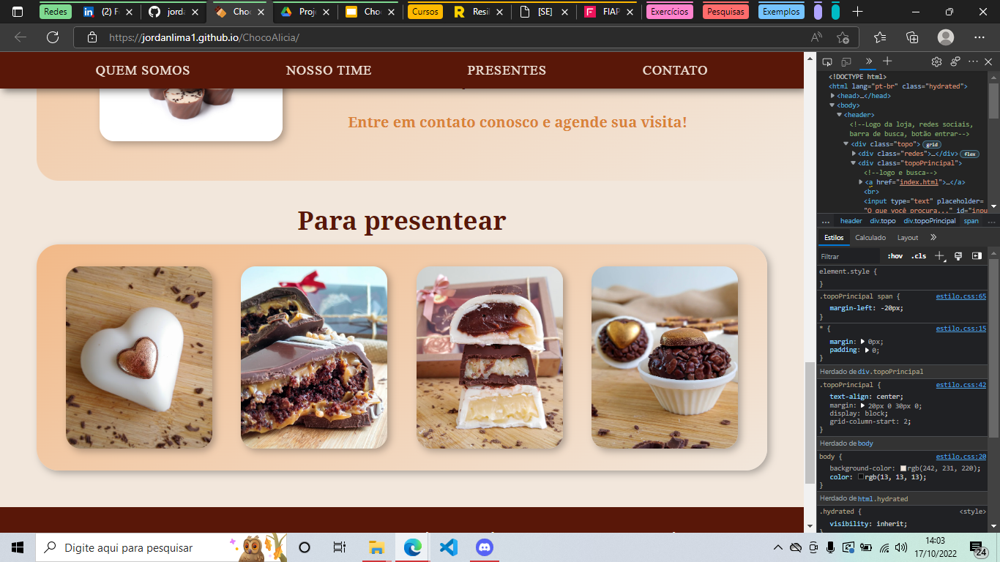 Redes
(2) F
jorda
Choc
Proje
Choc
Cursos
Resil
[SE]
FIAP
Exercícios
Pesquisas
Exemplos
https://jordanlima1.github.io/ChocoAlicia/
QUEM SOMOS
NOSSO TIME
PRESENTES
CONTATO
Entre em contato conosco e agende sua visita!
Para presentear
<!DOCTYPE html>
<html lang="pt-br" class="hydrated">
<head>…</head>
<body>
<header>
<!--Logo da loja, redes sociais,
barra de busca, botão entrar-->
<div class="topo"> grid
<div class="redes">…</div> flex
<div class="topoPrincipal">
<!--logo e busca-->
<a href="index.html">…</a>
<br>
<input type="text" placeholder=
"O que você procura..." id="inpu
... header div.topo div.topoPrincipal span ...
Estilos Calculado Layout
Filtrar :hov .cls
element.style {
}
.topoPrincipal span { estilo.css:65
margin-left: -20px;
}
* { estilo.css:15
margin: 0px;
padding: 0;
}
Herdado de div.topoPrincipal
.topoPrincipal { estilo.css:42
text-align: center;
margin: 20px 0 30px 0;
display: block;
grid-column-start: 2;
}
Herdado de body
body { estilo.css:20
background-color: rgb(242, 231, 220);
color: rgb(13, 13, 13);
}
Herdado de html.hydrated
.hydrated { <style>
visibility: inherit;
}
Digite aqui para pesquisar
14:03
17/10/2022
24